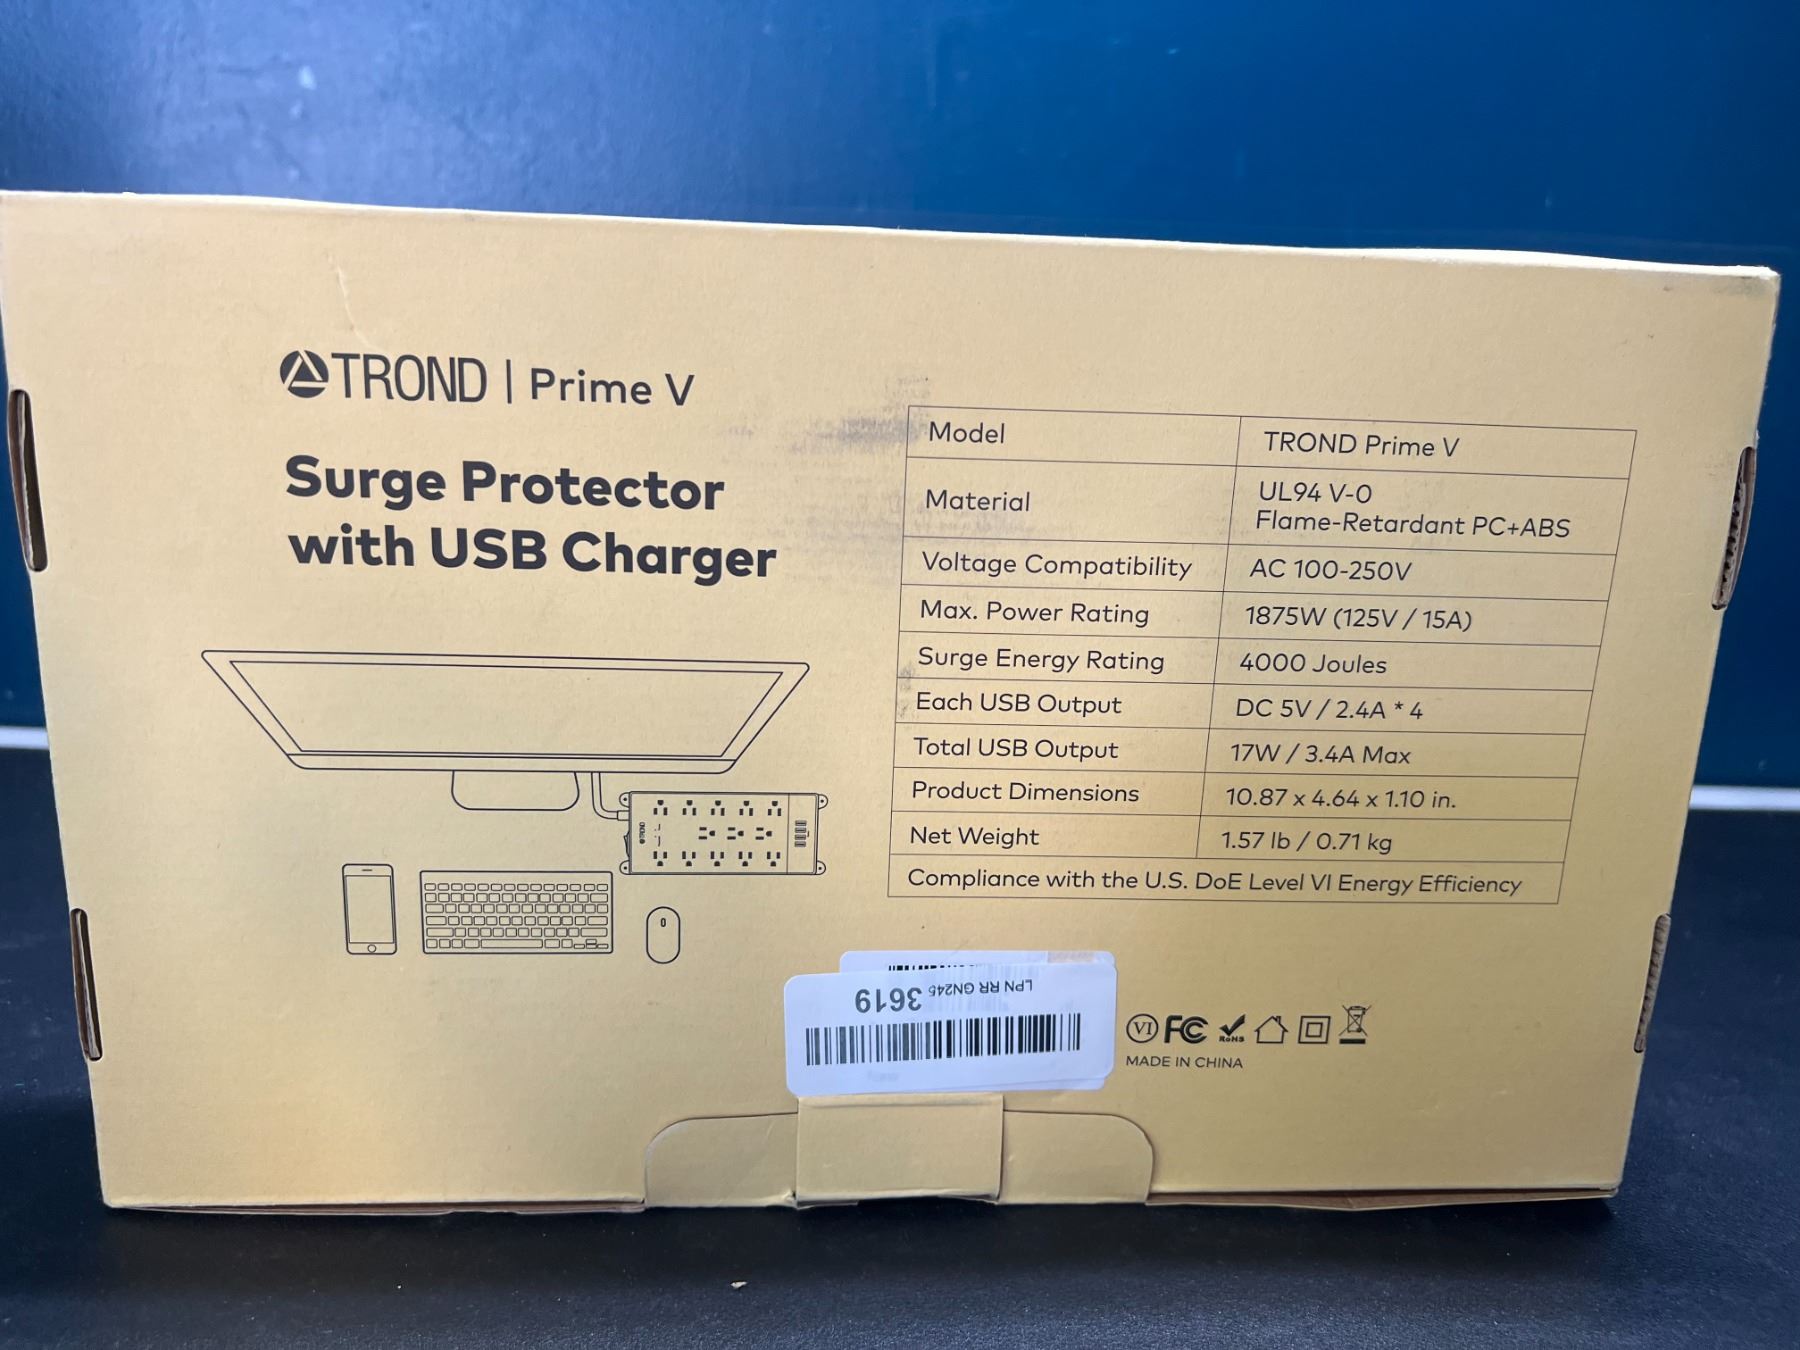 TROND | Prime V
Surge Protector
with USB Charger
Model TROND Prime V
Material UL94 V-0
Flame-Retardant PC+ABS
Voltage Compatibility AC 100-250V
Max. Power Rating 1875W (125V / 15A)
Surge Energy Rating 4000 Joules
Each USB Output DC 5V / 2.4A * 4
Total USB Output 17W / 3.4A Max
Product Dimensions 10.87 x 4.64 x 1.10 in.
Net Weight 1.57 lb / 0.71 kg
Compliance with the U.S. DoE Level VI Energy Efficiency
TROND
LPN RR GN245 3619
VI FC RoHS
MADE IN CHINA